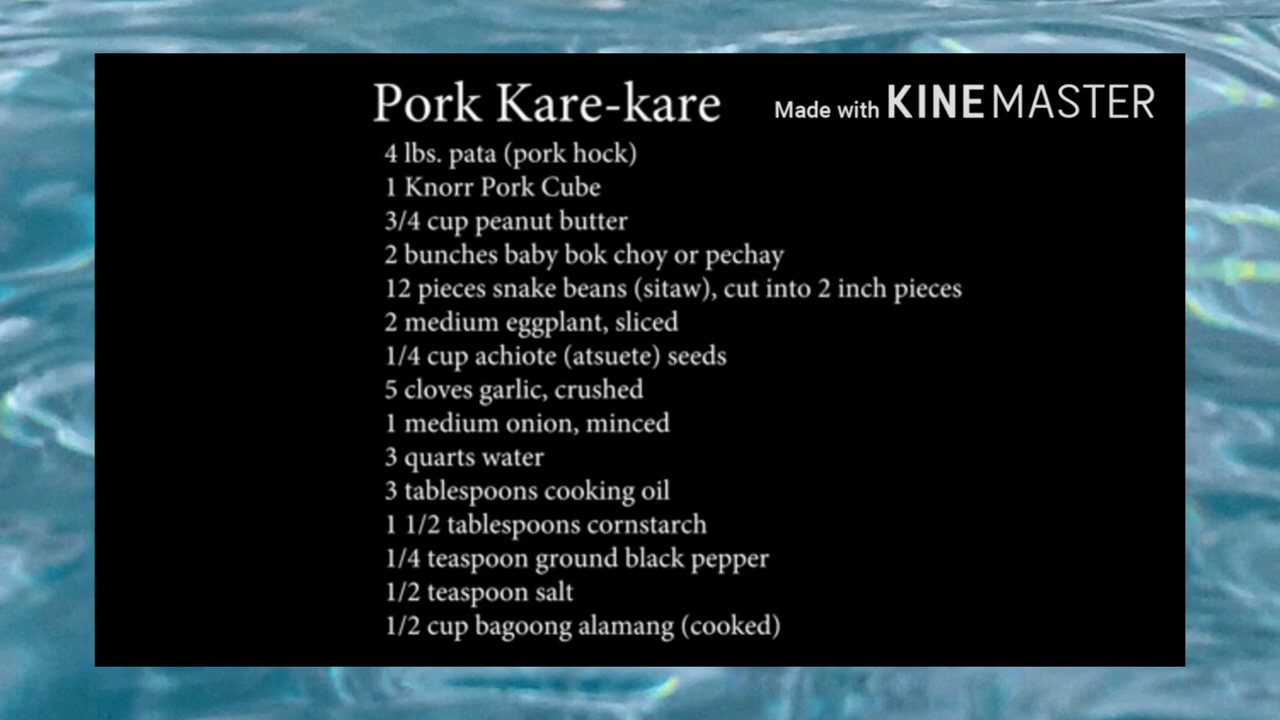 Pork Kare-kare
Made with KINEMASTER
4 lbs. pata (pork hock)
1 Knorr Pork Cube
3/4 cup peanut butter
2 bunches baby bok choy or pechay
12 pieces snake beans (sitaw), cut into 2 inch pieces
2 medium eggplant, sliced
1/4 cup achiote (atsuete) seeds
5 cloves garlic, crushed
1 medium onion, minced
3 quarts water
3 tablespoons cooking oil
1 1/2 tablespoons cornstarch
1/4 teaspoon ground black pepper
1/2 teaspoon salt
1/2 cup bagoong alamang (cooked)